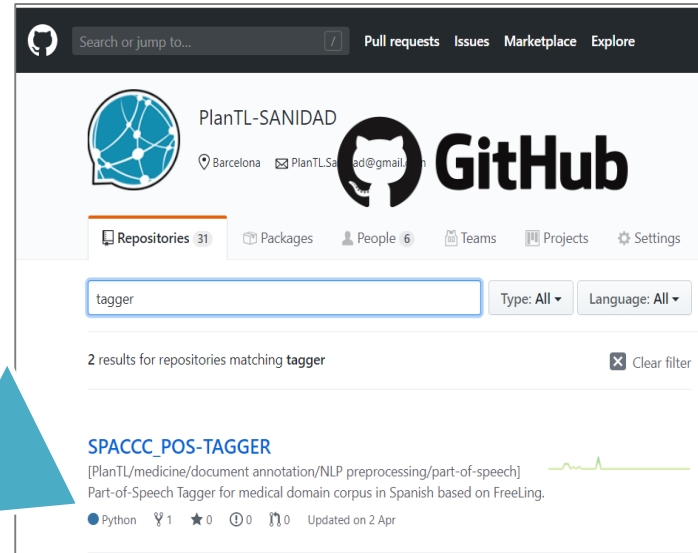 Search or jump to... / Pull requests Issues Marketplace Explore
PlanTL-SANIDAD
GitHub
Barcelona
Repositories 31 Packages People 6 Teams Projects Settings
tagger Type: All Language: All
2 results for repositories matching tagger Clear filter
SPACCC_POS-TAGGER
[PlanTL/medicine/document annotation/NLP preprocessing/part-of-speech]
Part-of-Speech Tagger for medical domain corpus in Spanish based on FreeLing.
Python 1 0 0 0 Updated on 2 Apr